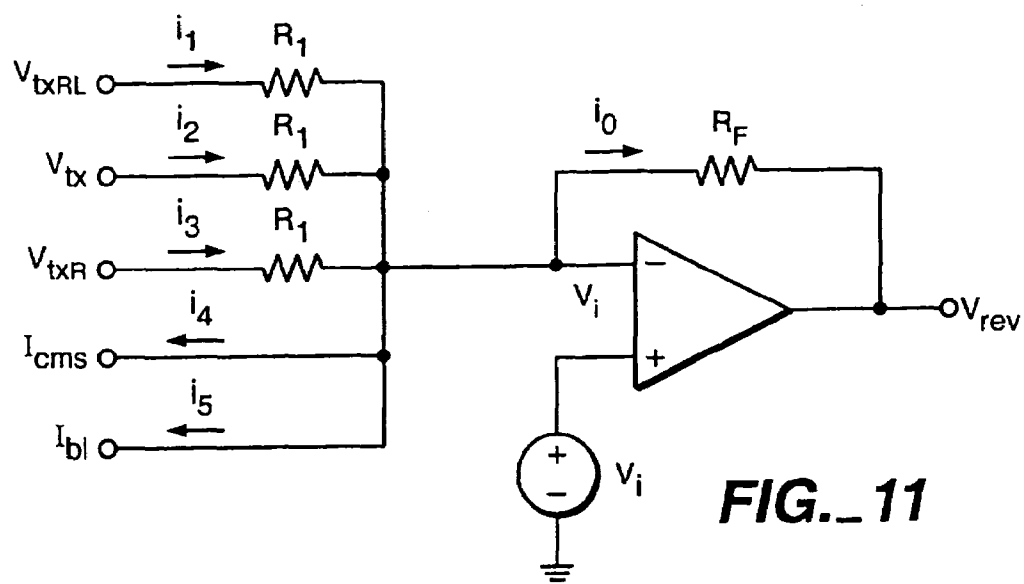 i1
R1
VtxRL
i2
R1
Vtx
i3
R1
VtxR
i4
Icms
i5
Ibl
i0
RF
Vi
−
+
Vrev
+
−
Vi
FIG._11